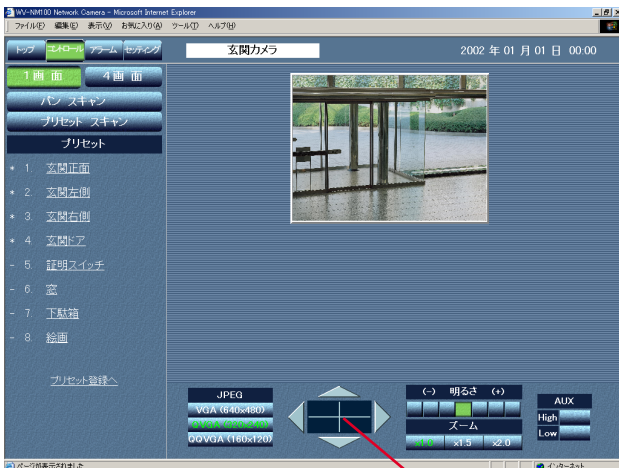 WV-NM100 Network Camera - Microsoft Internet Explorer
ファイル(F) 編集(E) 表示(V) お気に入り(A) ツール(T) ヘルプ(H)
トップ コントロール アラーム セッティング
玄関カメラ
2002 年 01 月 01 日 00:00
1 画 面 4 画 面
パン スキャン
プリセット スキャン
プリセット
* 1. 玄関正面
* 2. 玄関左側
* 3. 玄関右側
* 4. 玄関ドア
- 5. 証明スイッチ
- 6. 窓
- 7. 下駄箱
- 8. 絵画
プリセット登録へ
JPEG
VGA (640x480)
QVGA (320x240)
QQVGA (160x120)
(-) 明るさ (+)
ズーム
x1.0 x1.5 x2.0
AUX
High
Low
ページが表示されました
インターネット